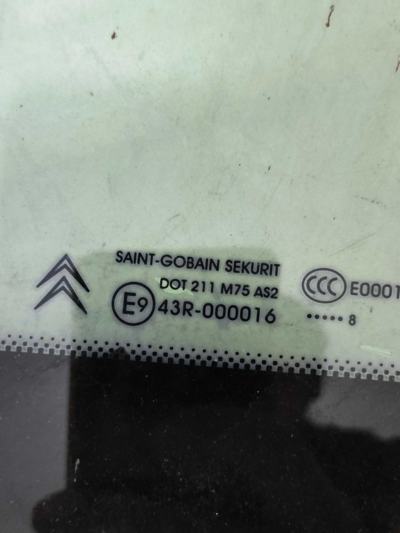 SAINT-GOBAIN SEKURIT
DOT 211 M75 AS2
E9 43R-000016
CCC E0001
..... 8